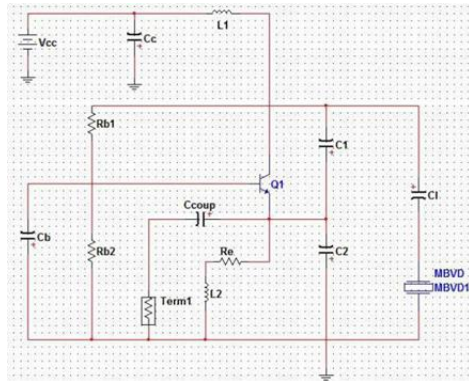 L1
Vcc
Cc
Rb1
C1
Q1
Cl
Ccoup
Cb
Rb2
Re
C2
MBVD
MBVD1
Term1
L2